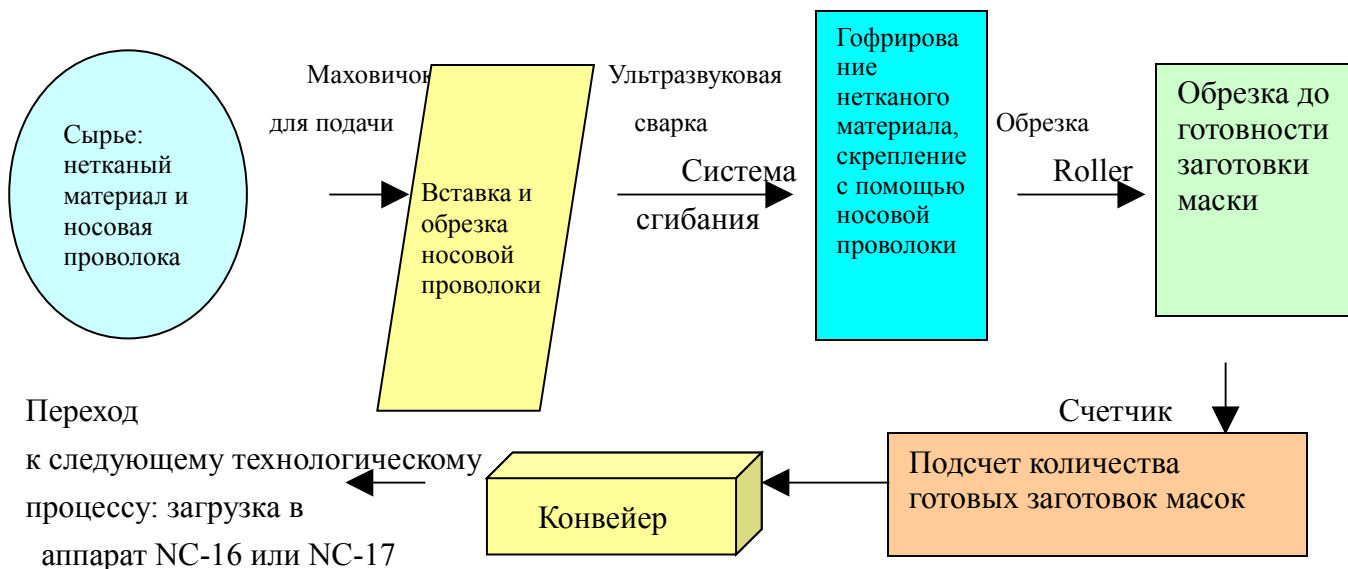 Сырье:
нетканый
материал и
носовая
проволока
Маховичок
для подачи
Вставка и
обрезка
носовой
проволоки
Ультразвуковая
сварка
Система
сгибания
Гофрирова
ние
нетканого
материала,
скрепление
с помощью
носовой
проволоки
Обрезка
Roller
Обрезка до
готовности
заготовки
маски
Счетчик
Подсчет количества
готовых заготовок масок
Конвейер
Переход
к следующему технологическому
процессу: загрузка в
аппарат NC-16 или NC-17